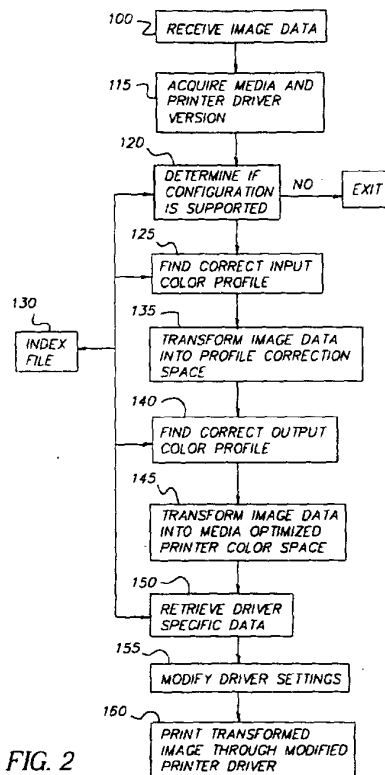 100
RECEIVE IMAGE DATA
115
ACQUIRE MEDIA AND
PRINTER DRIVER
VERSION
120
DETERMINE IF
CONFIGURATION
IS SUPPORTED
NO
EXIT
125
FIND CORRECT INPUT
COLOR PROFILE
130
INDEX
FILE
135
TRANSFORM IMAGE DATA
INTO PROFILE CORRECTION
SPACE
140
FIND CORRECT OUTPUT
COLOR PROFILE
145
TRANSFORM IMAGE DATA
INTO MEDIA OPTIMIZED
PRINTER COLOR SPACE
150
RETRIEVE DRIVER
SPECIFIC DATA
155
MODIFY DRIVER SETTINGS
160
PRINT TRANSFORMED
IMAGE THROUGH MODIFIED
PRINTER DRIVER
FIG. 2